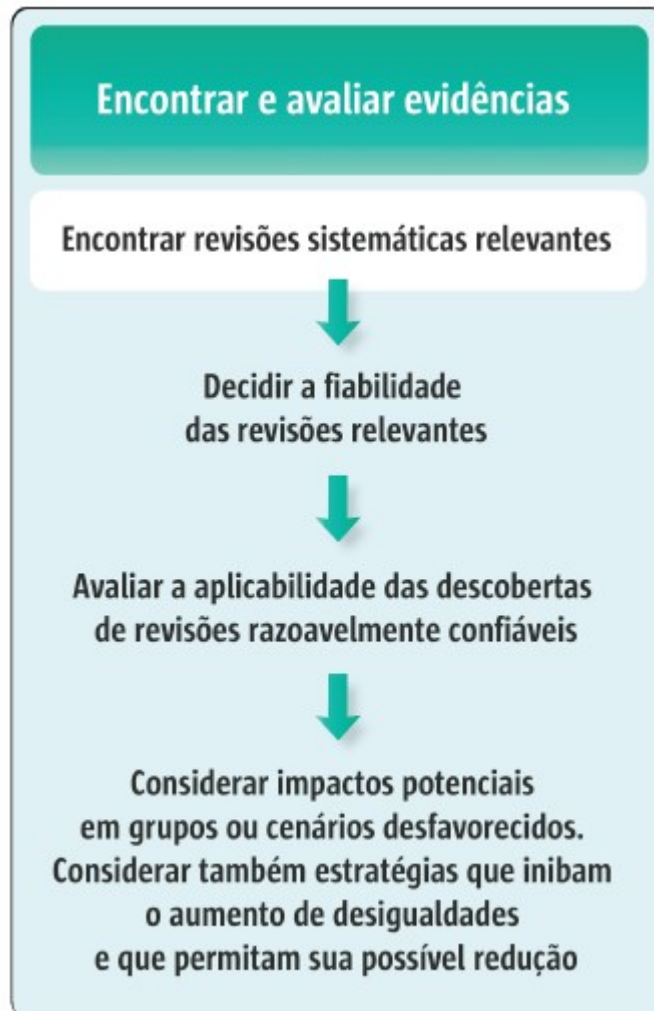 Encontrar e avaliar evidências
Encontrar revisões sistemáticas relevantes
Decidir a fiabilidade
das revisões relevantes
Avaliar a aplicabilidade das descobertas
de revisões razoavelmente confiáveis
Considerar impactos potenciais
em grupos ou cenários desfavorecidos.
Considerar também estratégias que inibam
o aumento de desigualdades
e que permitam sua possível redução